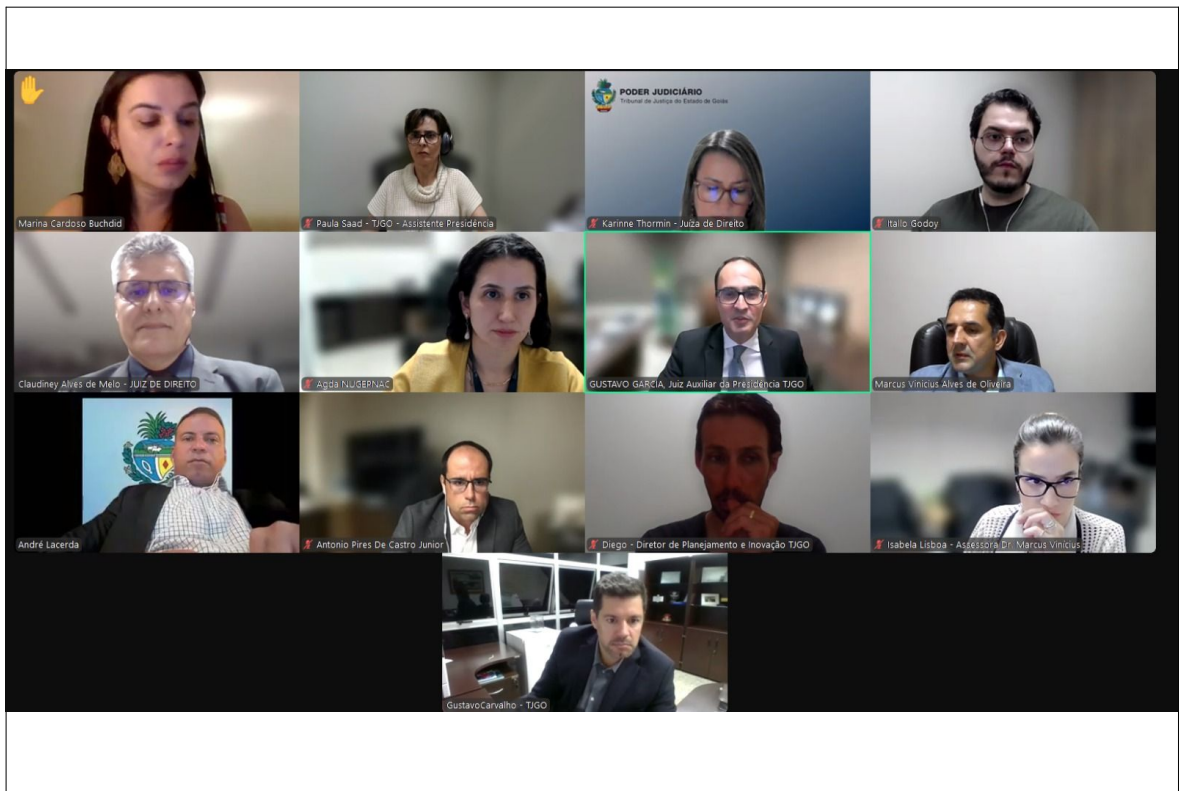 PODER JUDICIÁRIO
Tribunal de Justiça do Estado de Goiás
Marina Cardoso Buchdid
Paula Saad - TJGO - Assistente Presidência
Karinne Thormin - Juíza de Direito
Itallo Godoy
Claudiney Alves de Melo - JUIZ DE DIREITO
Agda NUGEPNAC
GUSTAVO GARCIA, Juiz Auxiliar da Presidência TJGO
Marcus Vinícius Alves de Oliveira
André Lacerda
Antonio Pires De Castro Junior
Diego - Diretor de Planejamento e Inovação TJGO
Isabela Lisboa - Assessora Dr. Marcus Vinícius
GustavoCarvalho - TJGO